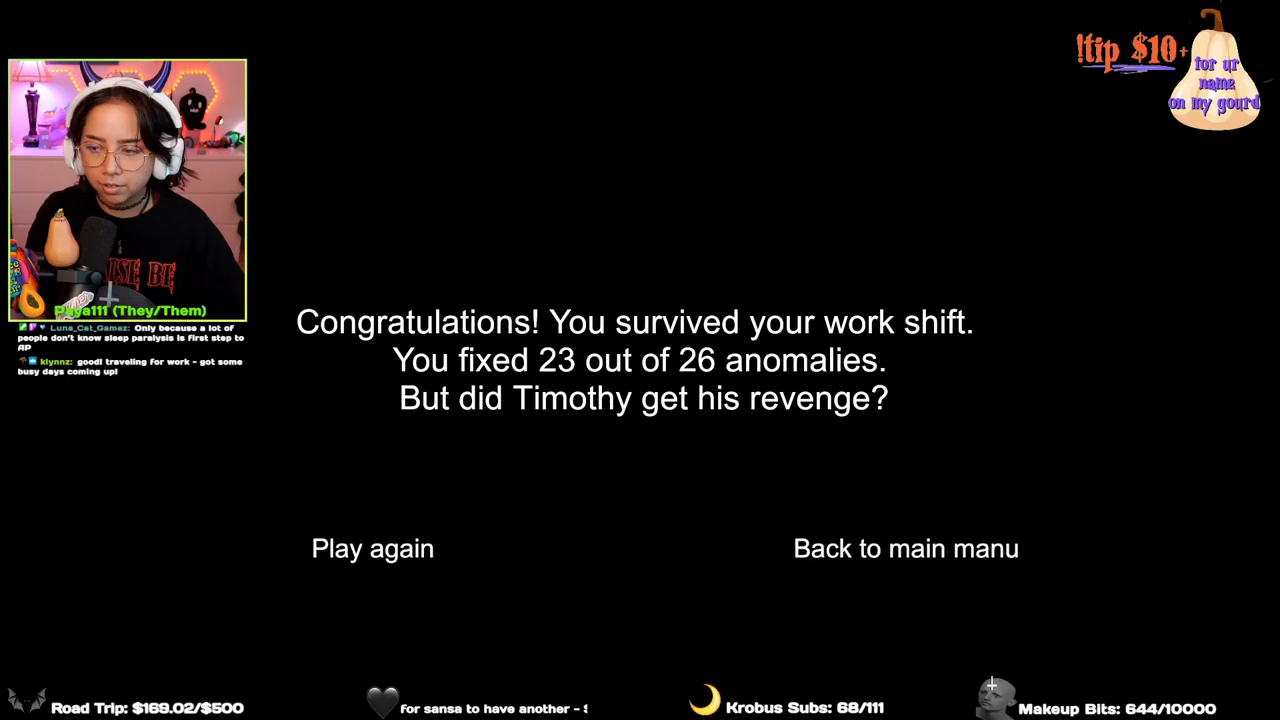 !tip $10+
for ur
name
on my gourd
Paya111 (They/Them)
Luna_Cat_Gamez: Only because a lot of
people don't know sleep paralysis is first step to
AP
klynnz: good! traveling for work - got some
busy days coming up!
Congratulations! You survived your work shift.
You fixed 23 out of 26 anomalies.
But did Timothy get his revenge?
Play again
Back to main manu
Road Trip: $169.02/$500
for sansa to have another -
Krobus Subs: 68/111
Makeup Bits: 644/10000